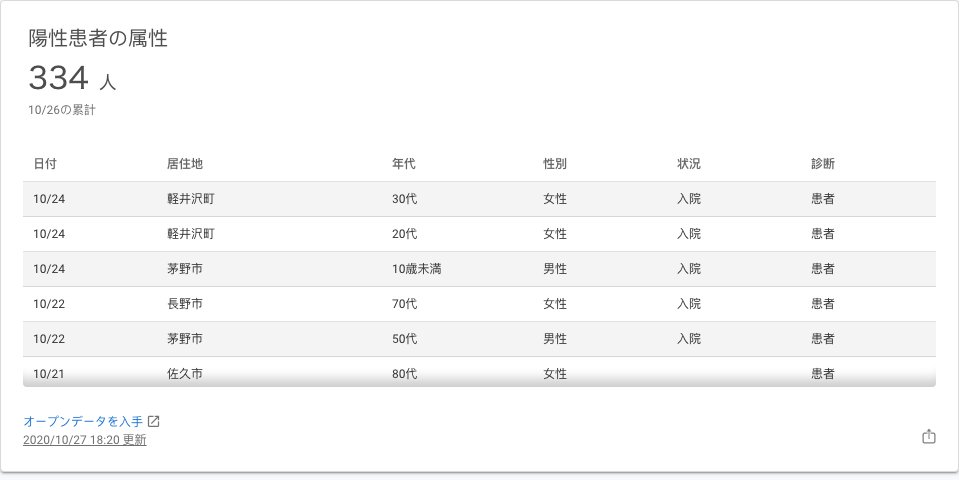 陽性患者の属性
334 人
10/26の累計
日付 居住地 年代 性別 状況 診断
10/24 軽井沢町 30代 女性 入院 患者
10/24 軽井沢町 20代 女性 入院 患者
10/24 茅野市 10歳未満 男性 入院 患者
10/22 長野市 70代 女性 入院 患者
10/22 茅野市 50代 男性 入院 患者
10/21 佐久市 80代 女性 患者
オープンデータを入手
2020/10/27 18:20 更新